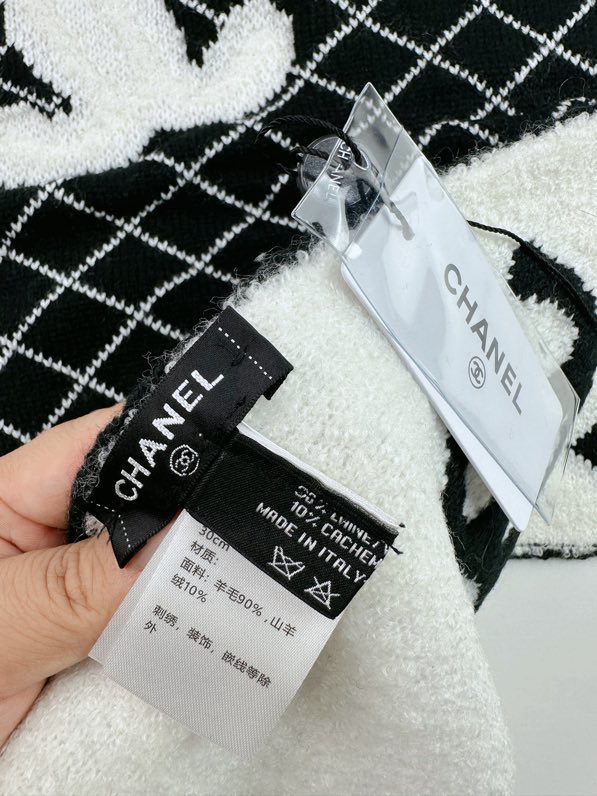 CHANEL
CHANEL
CHANEL
10% CACHEM
MADE IN ITALY
30cm
材质:
面料: 羊毛90%,山羊
绒10%
刺绣,装饰,嵌线等除
外